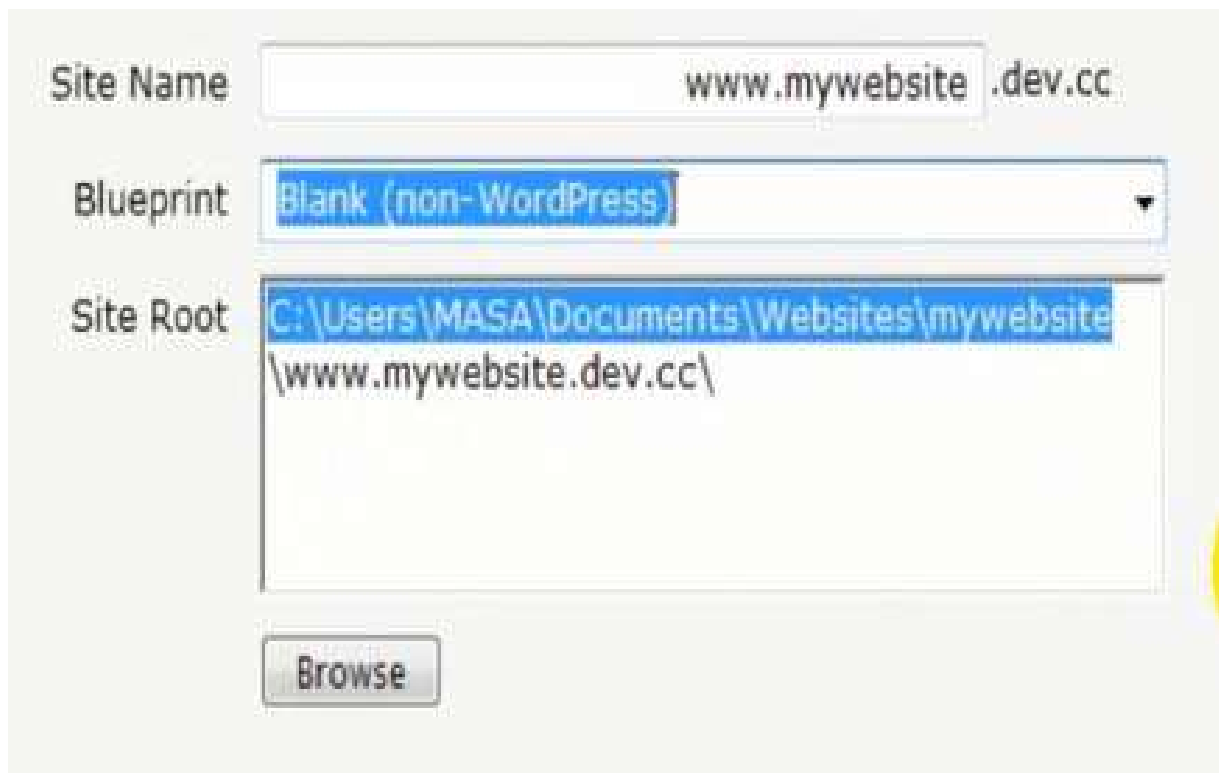 Site Name www.mywebsite .dev.cc
Blueprint Blank (non-WordPress)
Site Root C:\Users\MASA\Documents\Websites\mywebsite
\www.mywebsite.dev.cc\
Browse